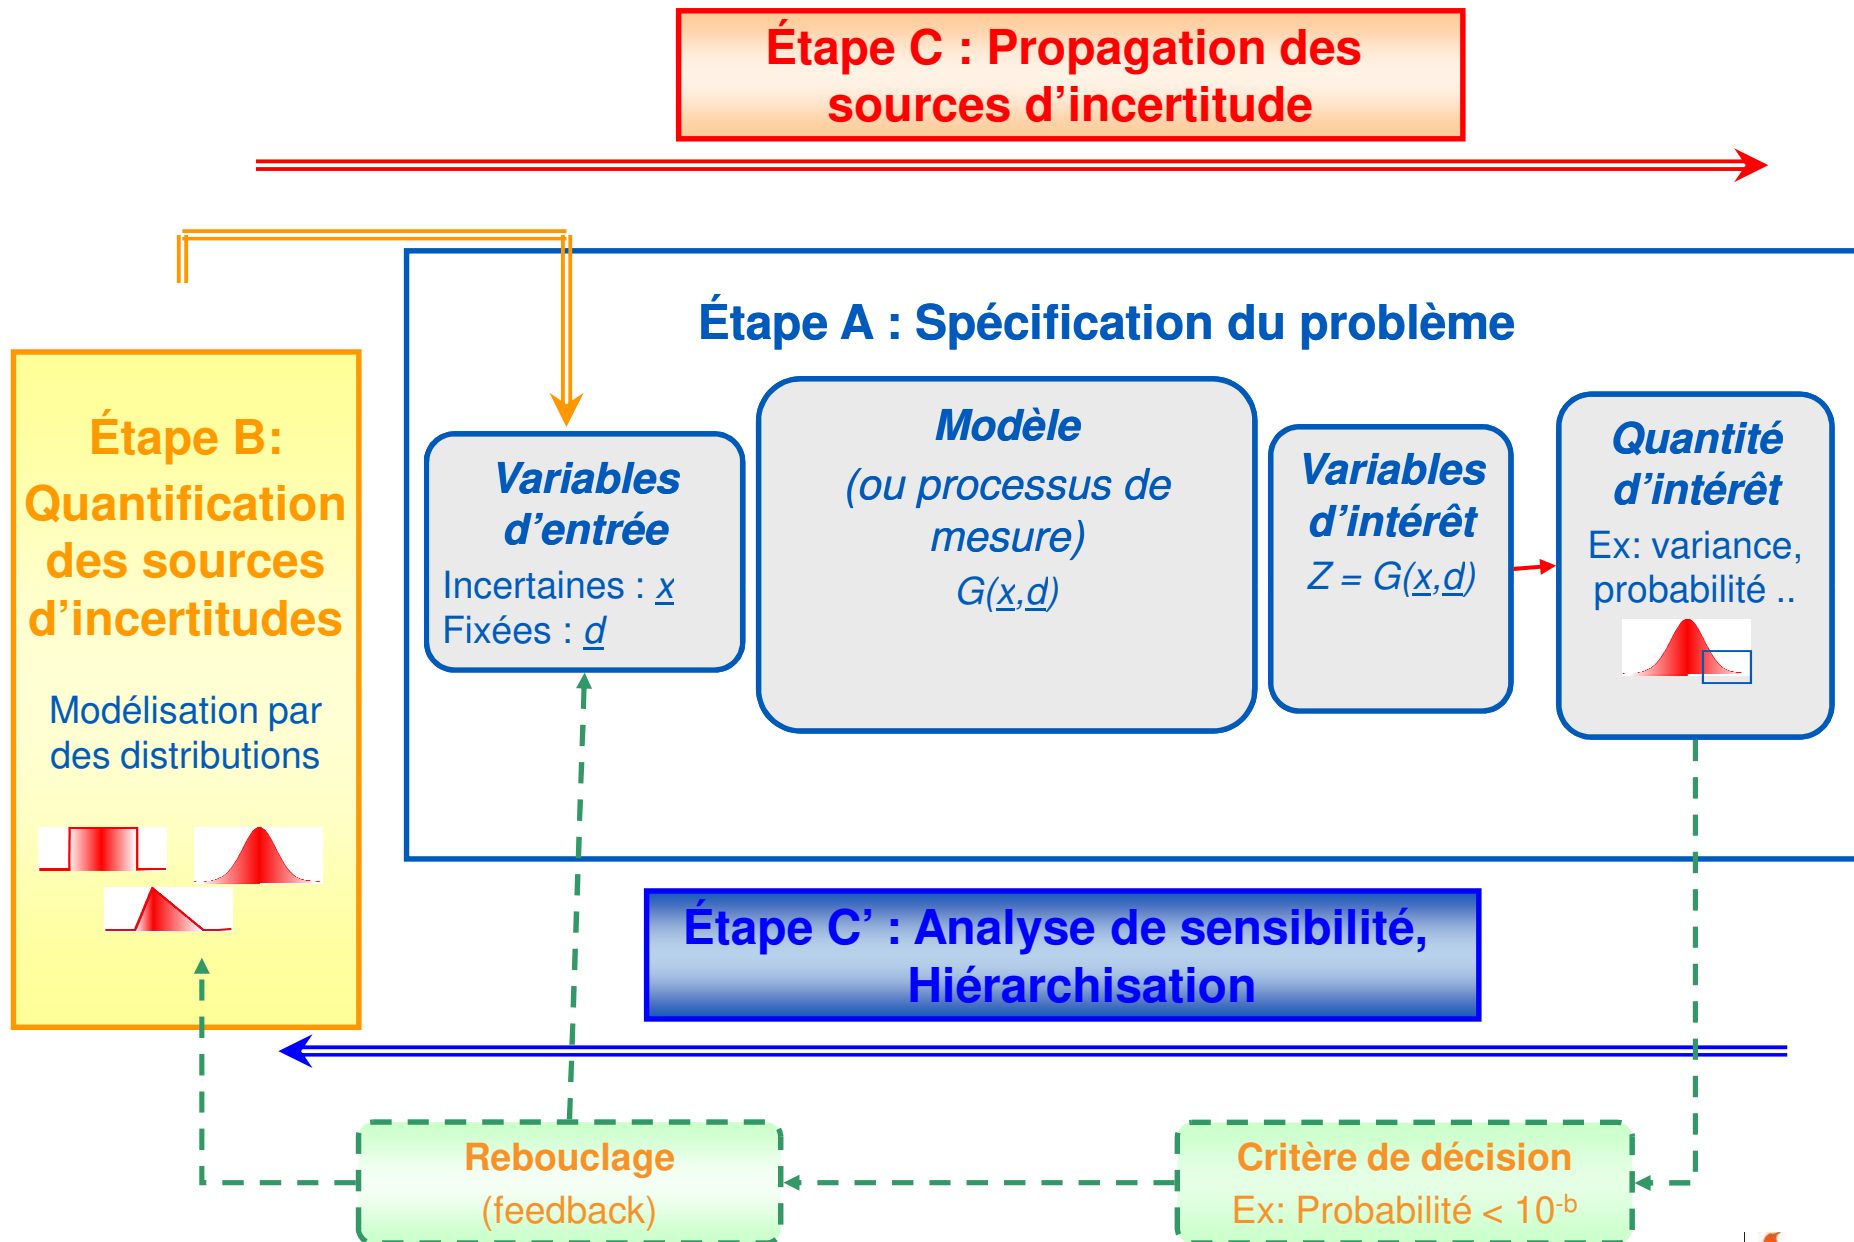 Étape C : Propagation des
sources d’incertitude
Étape A : Spécification du problème
Étape B:
Quantification
des sources
d’incertitudes
Modélisation par
des distributions
Variables
d’entrée
Incertaines : x
Fixées : d
Modèle
(ou processus de
mesure)
G(x,d)
Variables
d’intérêt
Z = G(x,d)
Quantité
d’intérêt
Ex: variance,
probabilité ..
Étape C’ : Analyse de sensibilité,
Hiérarchisation
Rebouclage
(feedback)
Critère de décision
Ex: Probabilité < 10⁻ᵇ